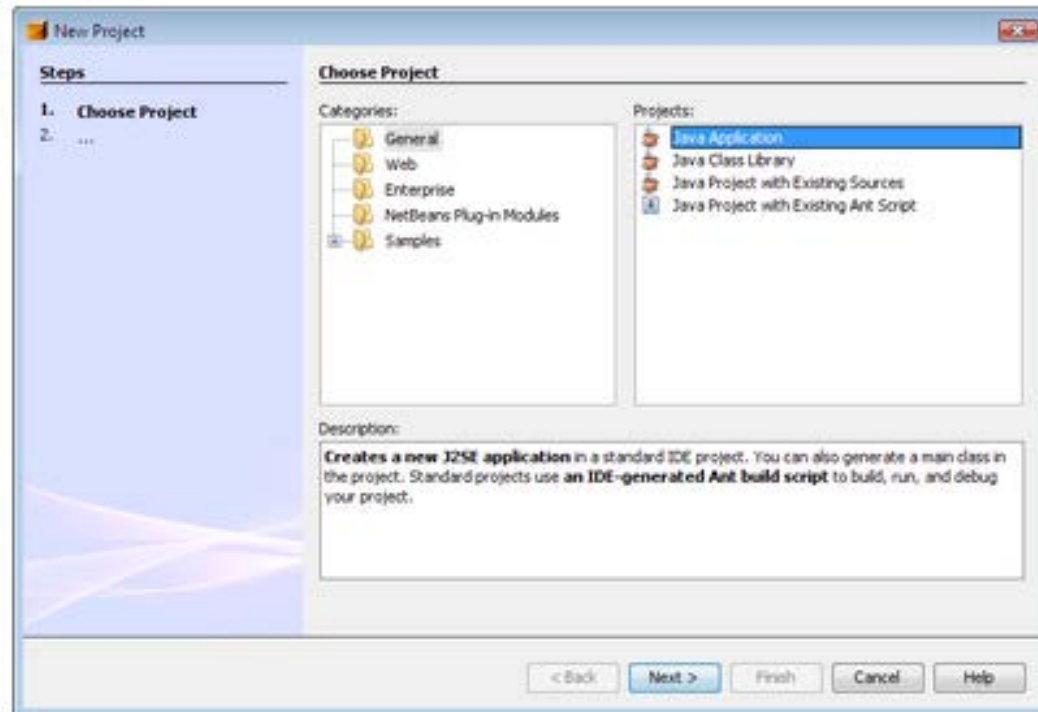 New Project
Steps
1. Choose Project
2. ...
Choose Project
Categories:
General
Web
Enterprise
NetBeans Plug-in Modules
Samples
Projects:
Java Application
Java Class Library
Java Project with Existing Sources
Java Project with Existing Ant Script
Description:
Creates a new J2SE application in a standard IDE project. You can also generate a main class in
the project. Standard projects use an IDE-generated Ant build script to build, run, and debug
your project.
< Back
Next >
Finish
Cancel
Help